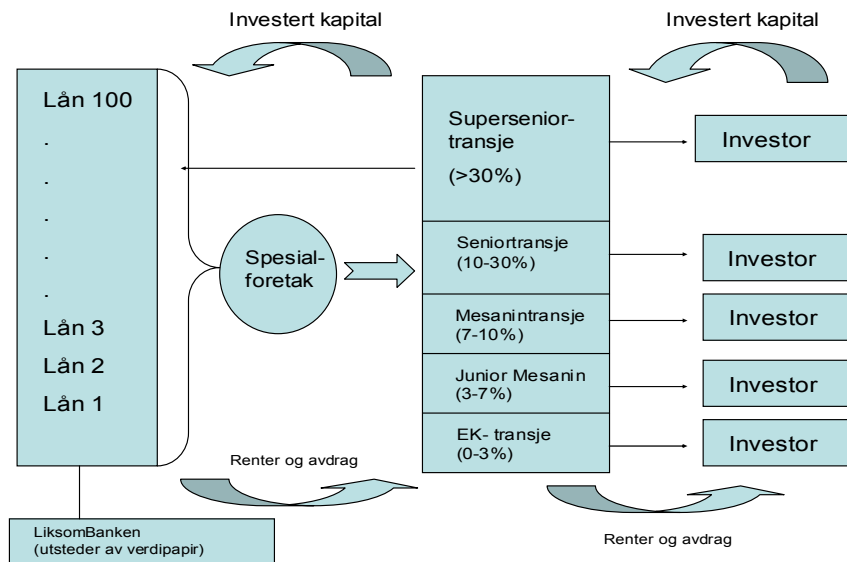 Investert kapital
Investert kapital
Lån 100
.
.
.
.
.
Lån 3
Lån 2
Lån 1
Spesial-
foretak
Supersenior-
transje
(>30%)
Seniortransje
(10-30%)
Mesanintransje
(7-10%)
Junior Mesanin
(3-7%)
EK- transje
(0-3%)
Investor
Investor
Investor
Investor
Investor
Renter og avdrag
Renter og avdrag
LiksomBanken
(utsteder av verdipapir)